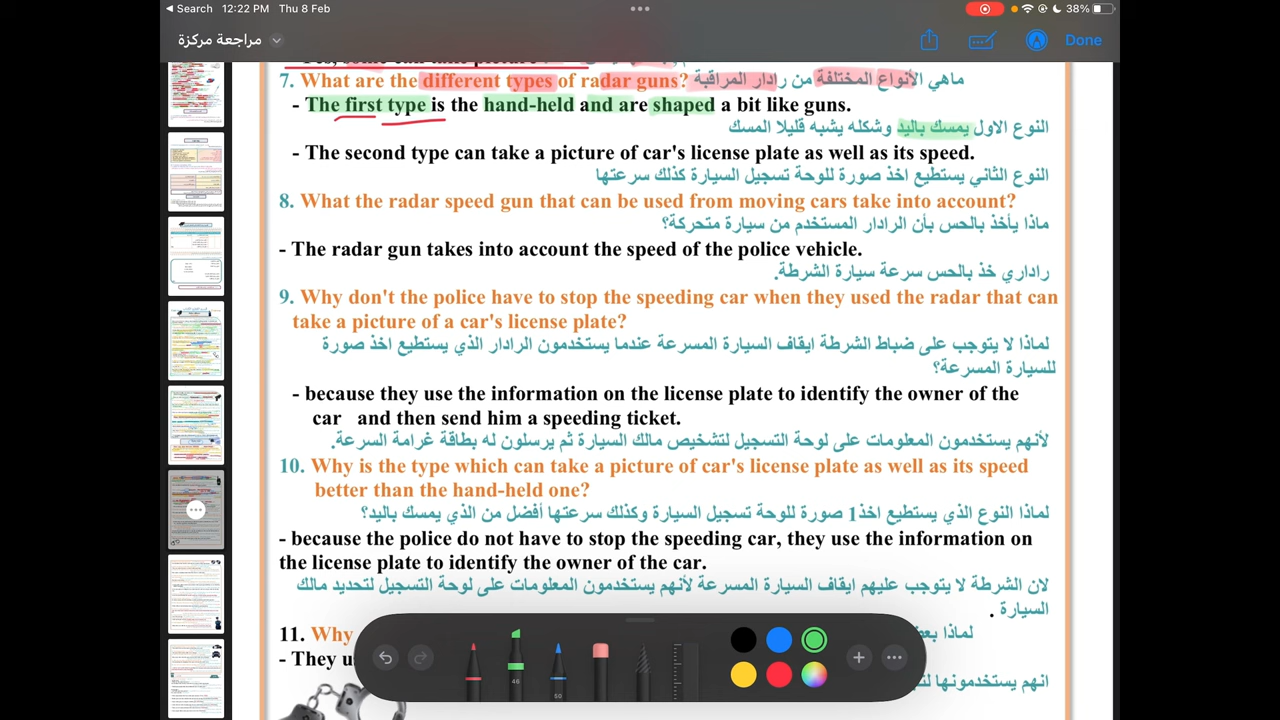 Search 12:22 PM Thu 8 Feb 38%
مراجعة مركزة Done
7. What are the different types of radar guns? ماهي الأنواع المختلفة من رادار المراقبة
- The first type is the hand-held and are shaped a bit like guns.
النوع الاول يمسك باليد وشكله يشبه قليلا المسك
- The second type can take a picture of car's license plate as well as its speed.
النوع الثاني يستطيع اخذ صورة للوحة تسجيل السيارة كذلك سرعتها
8. What the radar speed gun that can be used from moving cars take into account?
ماذا يأخذ بالحس بأن الرادار المستخدم من سيارة متحركة؟
- The radar gun take into account the speed of the police vehicle.
راداري خذ بالحس سرعة سيارة الشرطة.
9. Why don't the police have to stop the speeding car when they used the radar that can
take a picture of a car's license plate?
لماذا لا يتوجب على ضباط الشرطة ايقاف السيارة المسرعة عندما يستخدمون الرادار الذي يستطيع اخذ صورة
للسيارة المسرعة؟
- because they use the information on the license plate to identify the owner of the
car and then send him a speeding ticket.
لأنهم يستخدمون المعلومات على لوحة التسجيل لتشخيص مالك السيارة ثم يرسلون له بطاقة غرامة السرعة.
10. Why is the type which can take a picture of car's license plate as well as its speed
better than the hand-held one?
لماذا النوع الذي يستطيع اخذ1 صورة للوحة تسجيل السيارة وكذلك سرعتها أفضل من الذي يمسك باليد؟
- because the police do not have to stop the speeding car, they use the information on
the license plate to identify the owner of the car.
لأن الشرطة لا يتوجب عليهم ايقاف السيارة المسرعة لأنهم يستخدمون المعلومات على لوحة التسجيل لتحديد مالك
السيارة .
11. Why لماذا
- They u
انهم يستخدمونها
46